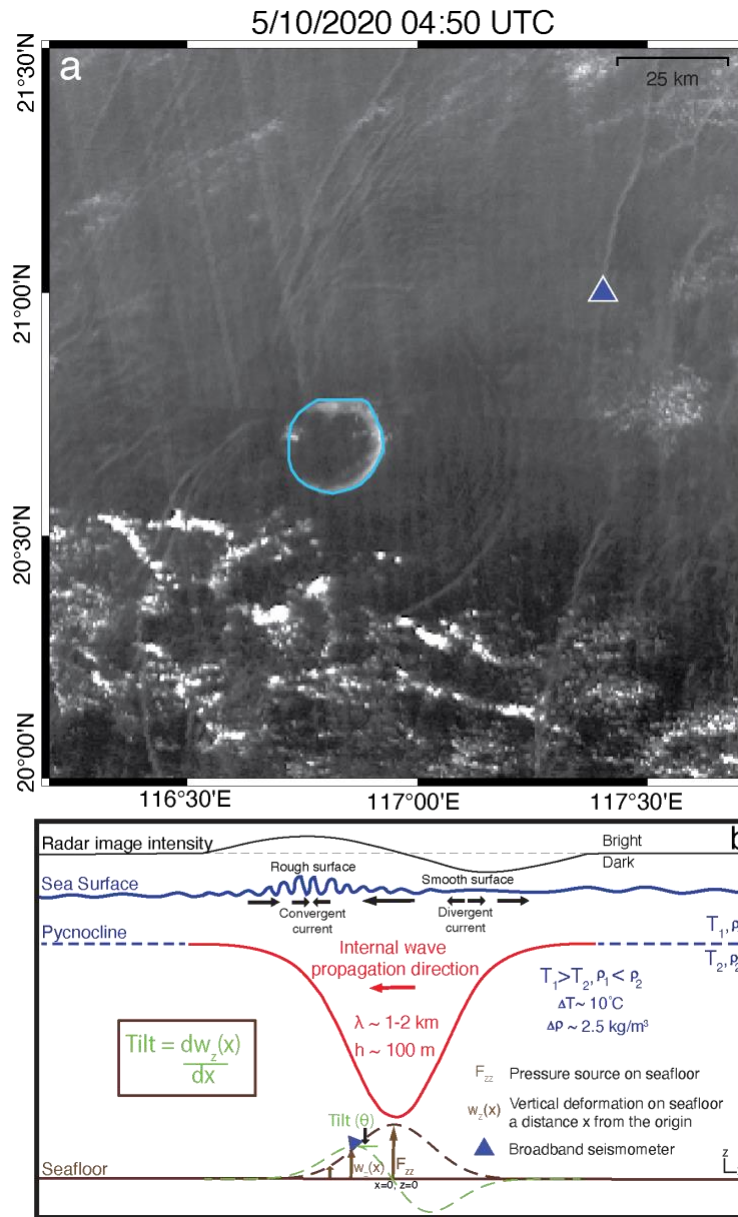 5/10/2020 04:50 UTC
a
25 km
21°30'N
21°00'N
20°30'N
20°00'N
116°30'E
117°00'E
117°30'E
b
Radar image intensity
Bright
Dark
Rough surface
Smooth surface
Sea Surface
Convergent
current
Divergent
current
Pycnocline
T₁, ρ
T₂, ρ₂
Internal wave
propagation direction
T₁>T₂, ρ₁< ρ₂
ΔT~ 10°C
Δρ ~ 2.5 kg/m³
λ ~ 1-2 km
h ~ 100 m
Tilt = dw_z(x)
dx
F_zz Pressure source on seafloor
w_z(x) Vertical deformation on seafloor
a distance x from the origin
Broadband seismometer
Tilt (θ)
w_z(x)
F_zz
Seafloor
x=0, z=0
z